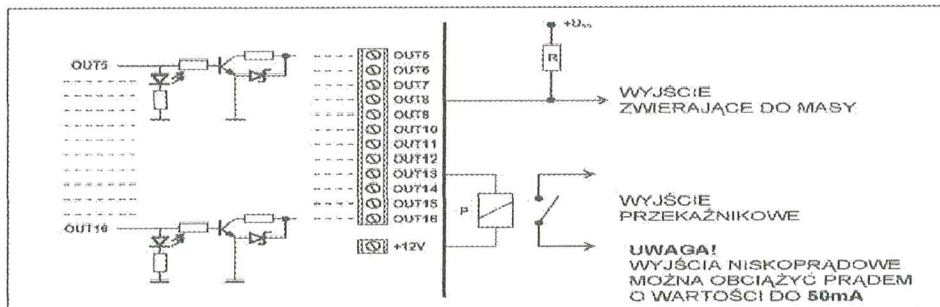 +U
OUT5
OUT5
OUT6
OUT7
OUT8
OUT9
OUT10
OUT11
OUT12
OUT13
OUT14
OUT15
OUT16
+12V
OUT16
R
WYJŚCIE
ZWIERAJĄCE DO MASY
P
WYJŚCIE
PRZEKAŹNIKOWE
UWAGA!
WYJŚCIA NISKOPRĄDOWE
MOŻNA OBCIĄŻYĆ PRĄDEM
O WARTOŚCI DO 50mA